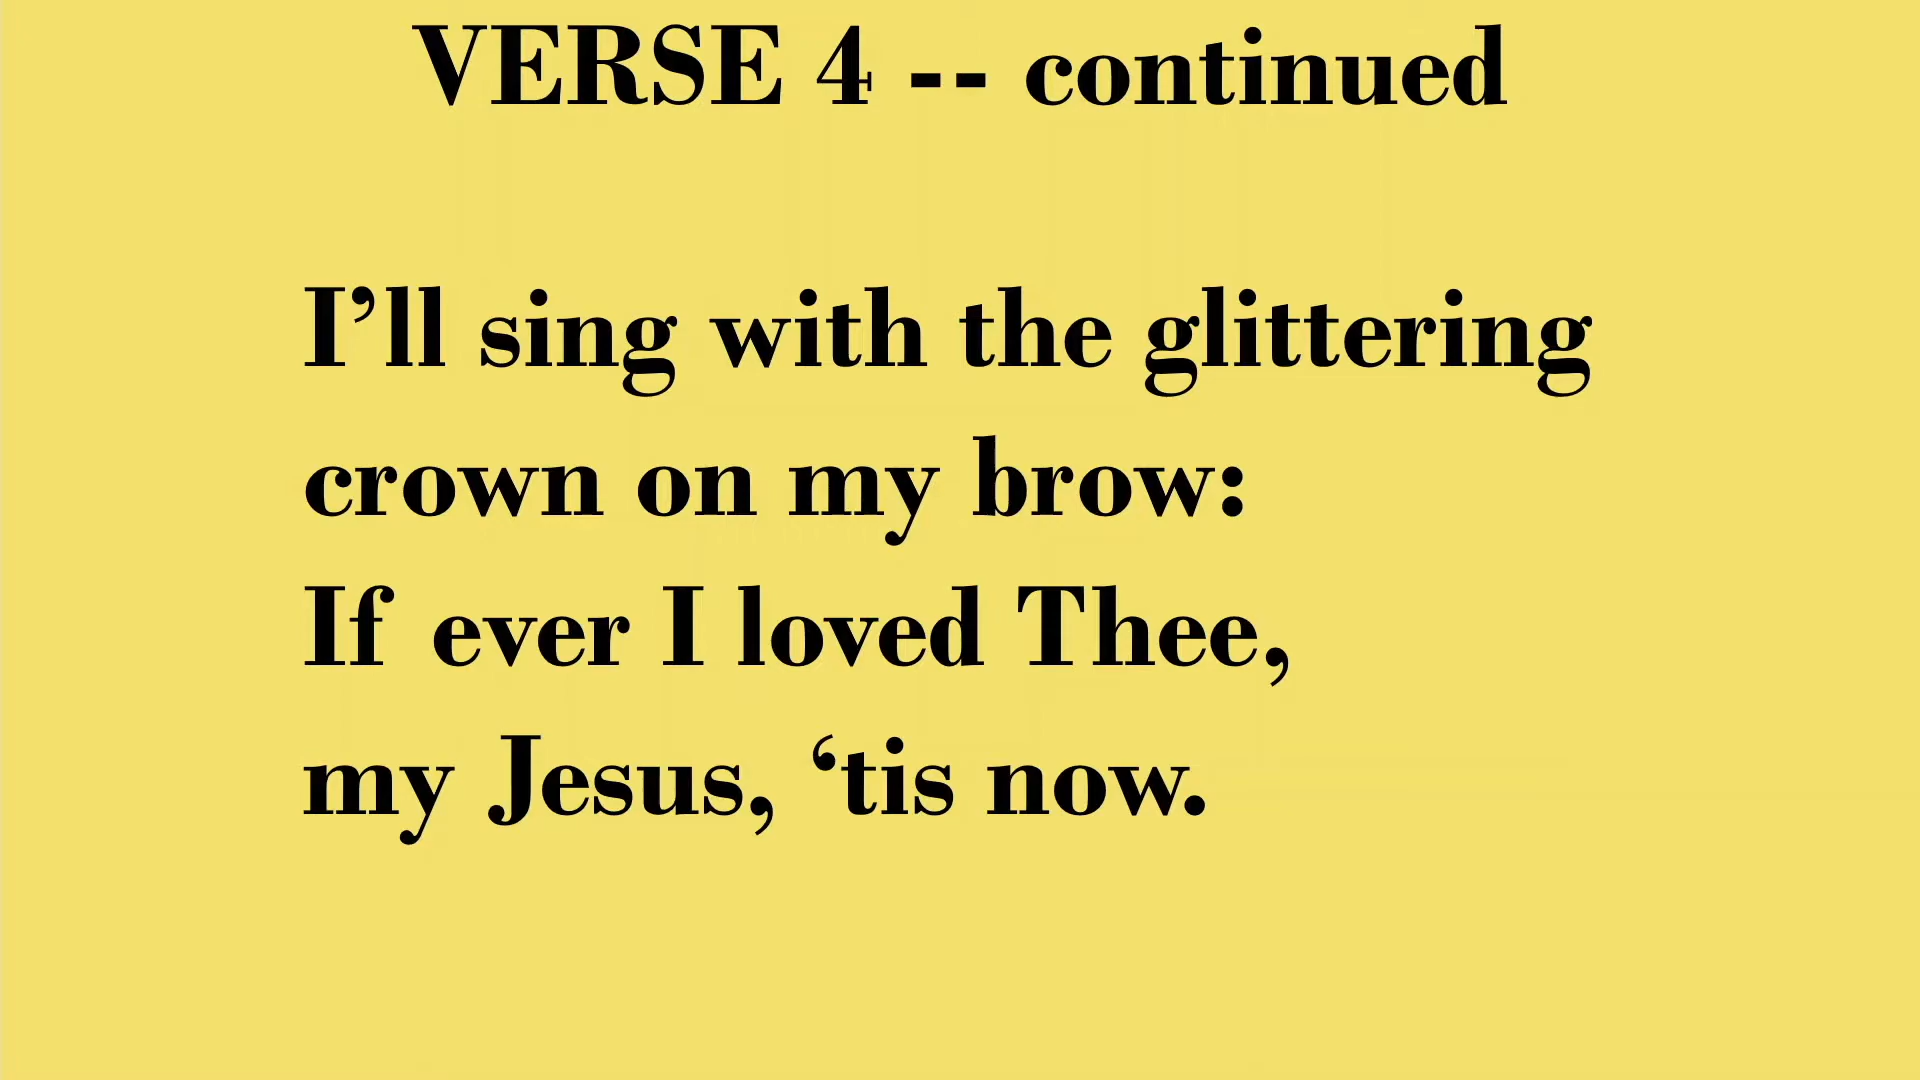 VERSE 4 -- continued
I’ll sing with the glittering
crown on my brow:
If ever I loved Thee,
my Jesus, ‘tis now.